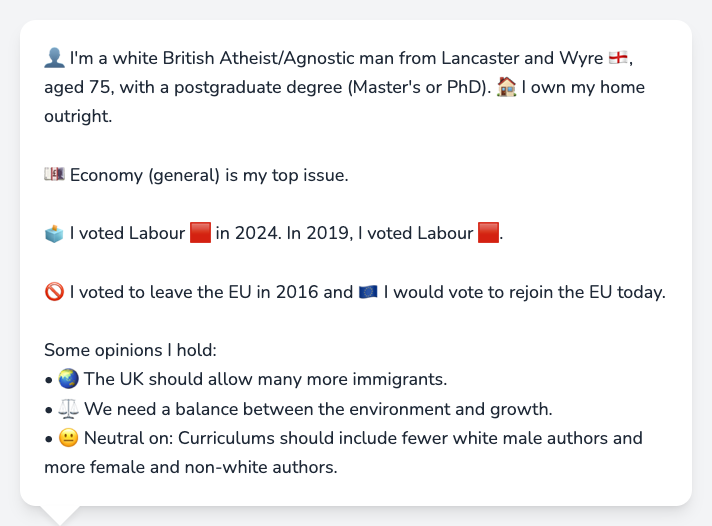 👤 I'm a white British Atheist/Agnostic man from Lancaster and Wyre 🏴󠁧󠁢󠁥󠁮󠁧󠁿,
aged 75, with a postgraduate degree (Master's or PhD). 🏠 I own my home
outright.
💷 Economy (general) is my top issue.
🗳️ I voted Labour 🟥 in 2024. In 2019, I voted Labour 🟥.
🚫 I voted to leave the EU in 2016 and 🇪🇺 I would vote to rejoin the EU today.
Some opinions I hold:
• 🌏 The UK should allow many more immigrants.
• ⚖️ We need a balance between the environment and growth.
• 😐 Neutral on: Curriculums should include fewer white male authors and
more female and non-white authors.